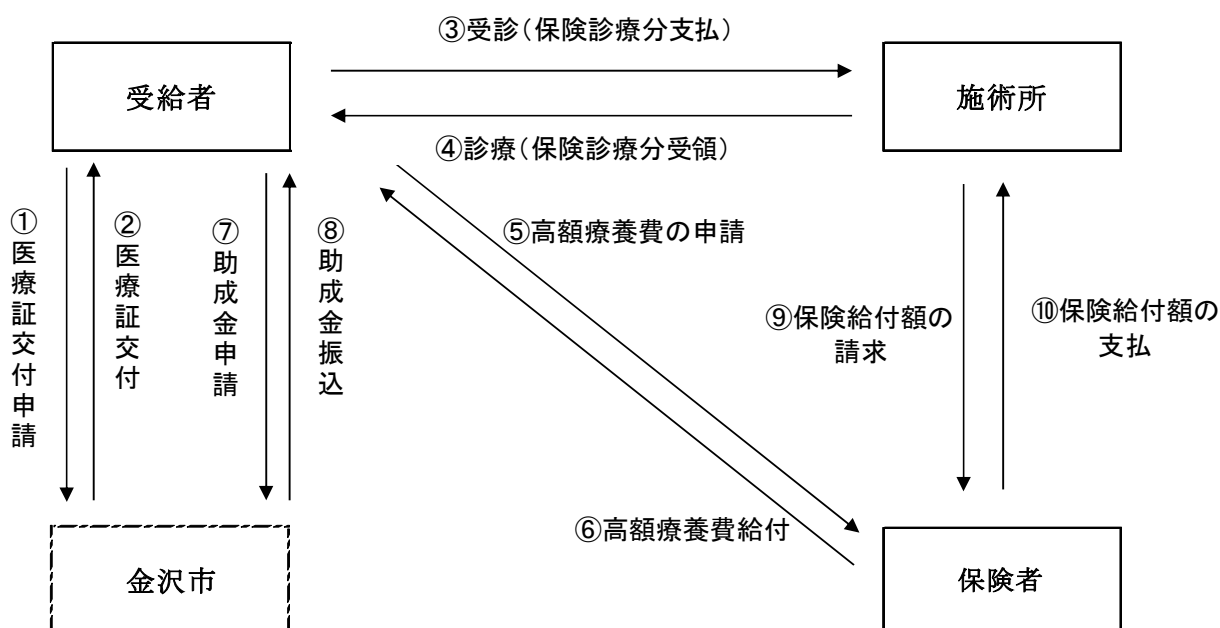 ③受診（保険診療分支払）
受給者
施術所
④診療（保険診療分受領）
①医療証交付申請
②医療証交付
⑦助成金申請
⑧助成金振込
⑤高額療養費の申請
⑨保険給付額の
請求
⑩保険給付額の
支払
⑥高額療養費給付
金沢市
保険者